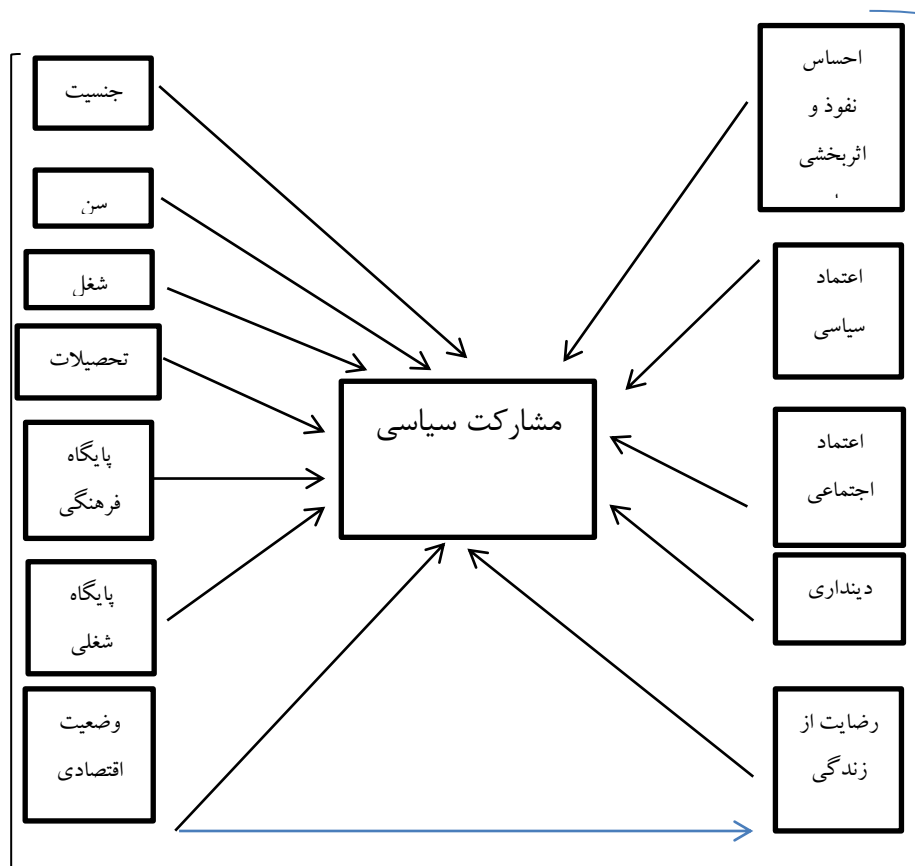 احساس
نفوذ و
اثربخشی
اعتماد
سیاسی
اعتماد
اجتماعی
دینداری
رضایت از
زندگی
مشارکت سیاسی
جنسیت
سن
شغل
تحصیلات
پایگاه
فرهنگی
پایگاه
شغلی
وضعیت
اقتصادی